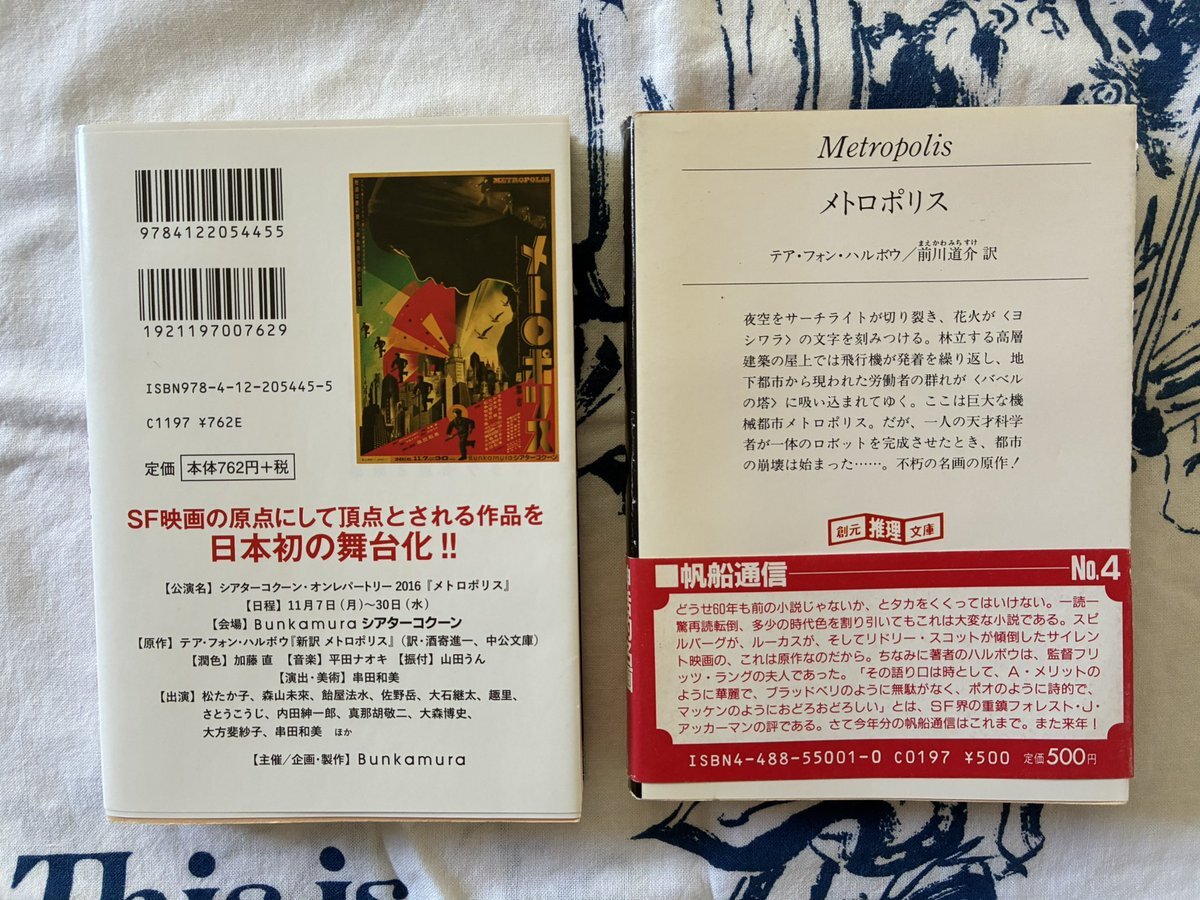 9784122054455
1921197007629
ISBN978-4-12-205445-5
C1197 ¥762E
定価 本体762円+税
METROPOLIS
メトロポリス
2016.11.7㊊-30㊌
Bunkamuraシアターコクーン
SF映画の原点にして頂点とされる作品を
日本初の舞台化!!
【公演名】シアターコクーン・オンレパートリー2016『メトロポリス』
【日程】11月7日(月)~30日(水)
【会場】Bunkamura シアターコクーン
【原作】テア・フォン・ハルボウ『新訳 メトロポリス』(訳・酒寄進一、中公文庫)
【潤色】加藤 直 【音楽】平田ナオキ 【振付】山田うん
【演出・美術】串田和美
【出演】松たか子、森山未來、飴屋法水、佐野岳、大石継太、趣里、
さとうこうじ、内田紳一郎、真那胡敬二、大森博史、
大方斐紗子、串田和美 ほか
【主催/企画・製作】Bunkamura
Metropolis
メトロポリス
まえかわみちすけ
テア・フォン・ハルボウ/前川道介 訳
夜空をサーチライトが切り裂き、花火が〈ヨ
シワラ〉の文字を刻みつける。林立する高層
建築の屋上では飛行機が発着を繰り返し、地
下都市から現われた労働者の群れが〈バベル
の塔〉に吸い込まれてゆく。ここは巨大な機
械都市メトロポリス。だが、一人の天才科学
者が一体のロボットを完成させたとき、都市
の崩壊は始まった……。不朽の名画の原作!
創元 推理 文庫
■帆船通信 No.4
どうせ60年も前の小説じゃないか、とタカをくくってはいけない。一読一
驚再読転倒、多少の時代色を割り引いてもこれは大変な小説である。スピ
ルバーグが、ルーカスが、そしてリドリー・スコットが傾倒したサイレン
ト映画の、これは原作なのだから。ちなみに著者のハルボウは、監督フリ
ッツ・ラングの夫人であった。「その語り口は時として、A・メリットの
ように華麗で、ブラッドベリのように無駄がなく、ポオのように詩的で、
マッケンのようにおどろおどろしい」とは、SF界の重鎮フォレスト・J・
アッカーマンの評である。さて今年分の帆船通信はこれまで。また来年!
ISBN4-488-55001-0 C0197 ¥500 定価500円
This is